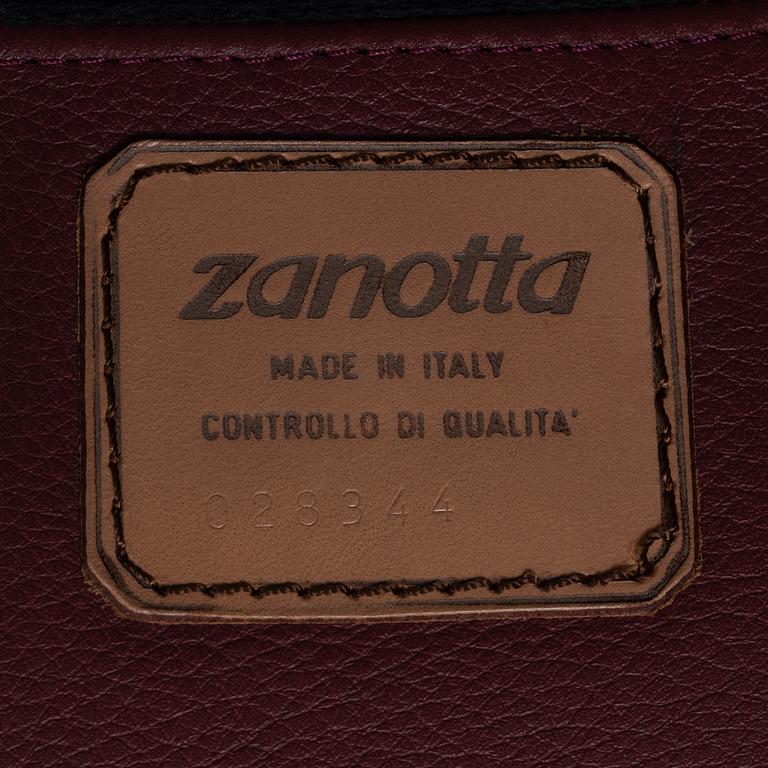 zanotta
MADE IN ITALY
CONTROLLO DI QUALITA'
028344